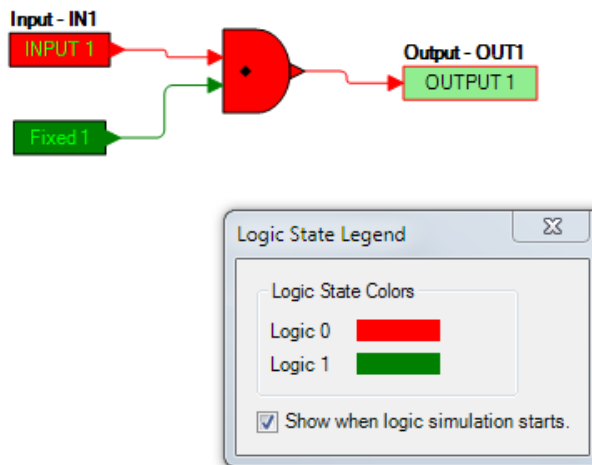 Input - IN1
INPUT 1
Output - OUT1
OUTPUT 1
Fixed 1
Logic State Legend
Logic State Colors
Logic 0
Logic 1
Show when logic simulation starts.